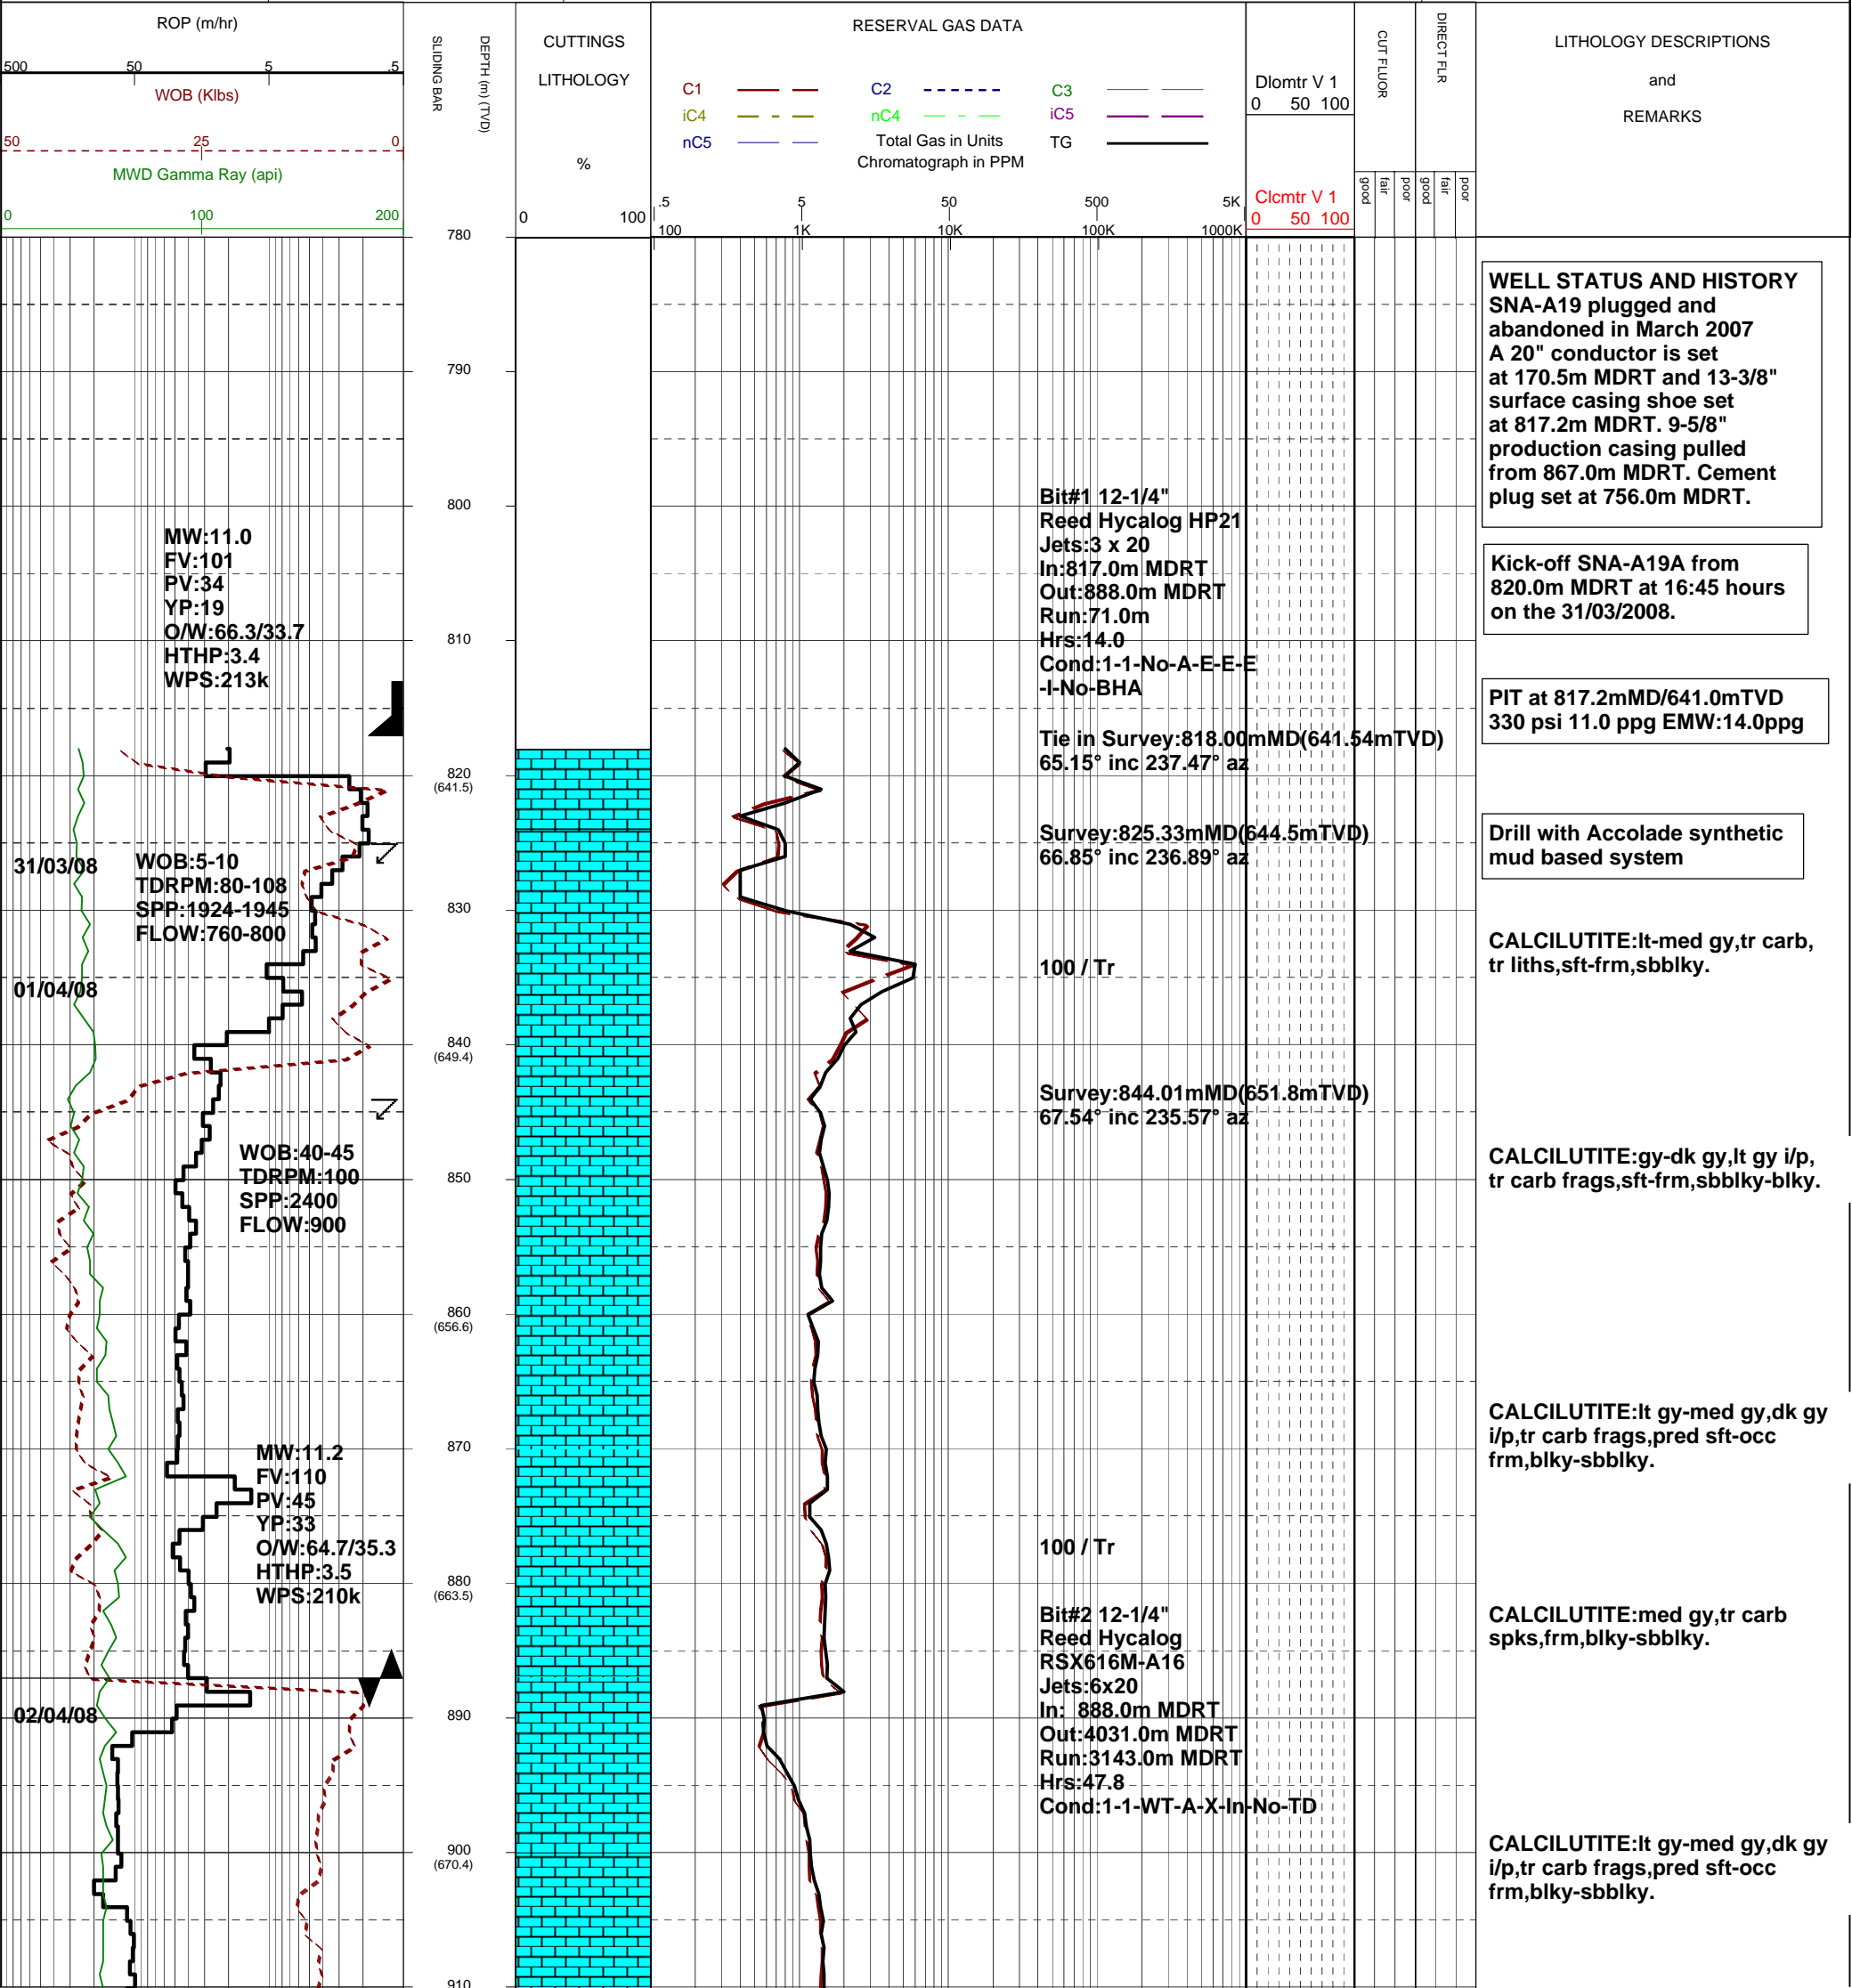 ROP (m/hr)
500 50 5 .5
WOB (Klbs)
50 25 0
MWD Gamma Ray (api)
0 100 200
SLIDING BAR
DEPTH (m) (TVD)
CUTTINGS
LITHOLOGY
%
0 100
RESERVAL GAS DATA
C1 C2 C3
iC4 nC4 iC5
nC5 Total Gas in Units TG
Chromatograph in PPM
.5 5 50 500 5K
100 1K 10K 100K 1000K
Dlomtr V 1
0 50 100
Clcmtr V 1
0 50 100
CUT FLUOR
good fair poor
DIRECT FLR
good fair poor
LITHOLOGY DESCRIPTIONS
and
REMARKS
780
790
800
810
820
(641.5)
830
840
(649.4)
850
860
(656.6)
870
880
(663.5)
890
900
(670.4)
910
MW:11.0
FV:101
PV:34
YP:19
O/W:66.3/33.7
HTHP:3.4
WPS:213k
31/03/08
WOB:5-10
TDRPM:80-108
SPP:1924-1945
FLOW:760-800
01/04/08
WOB:40-45
TDRPM:100
SPP:2400
FLOW:900
MW:11.2
FV:110
PV:45
YP:33
O/W:64.7/35.3
HTHP:3.5
WPS:210k
02/04/08
Bit#1 12-1/4"
Reed Hycalog HP21
Jets:3 x 20
In:817.0m MDRT
Out:888.0m MDRT
Run:71.0m
Hrs:14.0
Cond:1-1-No-A-E-E-E
-I-No-BHA
Tie in Survey:818.00mMD(641.54mTVD)
65.15° inc 237.47° az
Survey:825.33mMD(644.5mTVD)
66.85° inc 236.89° az
100 / Tr
Survey:844.01mMD(651.8mTVD)
67.54° inc 235.57° az
100 / Tr
Bit#2 12-1/4"
Reed Hycalog
RSX616M-A16
Jets:6x20
In: 888.0m MDRT
Out:4031.0m MDRT
Run:3143.0m MDRT
Hrs:47.8
Cond:1-1-WT-A-X-In-No-TD
WELL STATUS AND HISTORY
SNA-A19 plugged and
abandoned in March 2007
A 20" conductor is set
at 170.5m MDRT and 13-3/8"
surface casing shoe set
at 817.2m MDRT. 9-5/8"
production casing pulled
from 867.0m MDRT. Cement
plug set at 756.0m MDRT.
Kick-off SNA-A19A from
820.0m MDRT at 16:45 hours
on the 31/03/2008.
PIT at 817.2mMD/641.0mTVD
330 psi 11.0 ppg EMW:14.0ppg
Drill with Accolade synthetic
mud based system
CALCILUTITE:lt-med gy,tr carb,
tr liths,sft-frm,sbblky.
CALCILUTITE:gy-dk gy,lt gy i/p,
tr carb frags,sft-frm,sbblky-blky.
CALCILUTITE:lt gy-med gy,dk gy
i/p,tr carb frags,pred sft-occ
frm,blky-sbblky.
CALCILUTITE:med gy,tr carb
spks,frm,blky-sbblky.
CALCILUTITE:lt gy-med gy,dk gy
i/p,tr carb frags,pred sft-occ
frm,blky-sbblky.